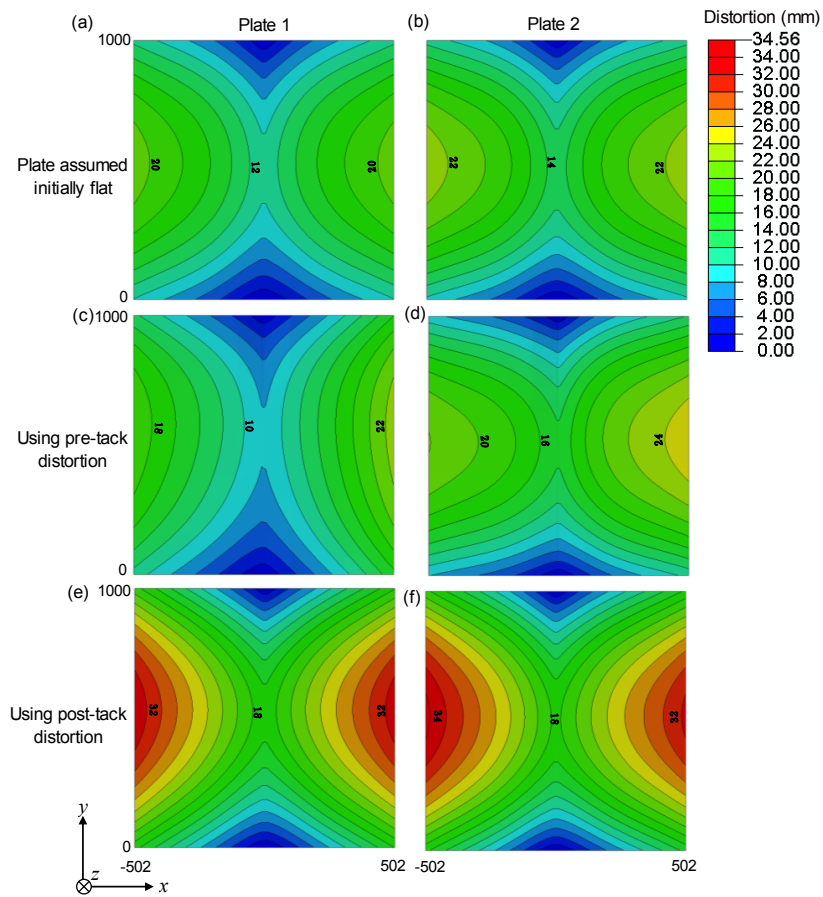 (a)
Plate 1
(b)
Plate 2
Distortion (mm)
1000
34.56
34.00
32.00
30.00
28.00
26.00
24.00
22.00
20.00
18.00
16.00
14.00
12.00
10.00
8.00
6.00
4.00
2.00
0.00
Plate assumed
initially flat
20
12
20
22
14
22
0
(c)
1000
(d)
Using pre-tack
distortion
18
10
22
20
16
24
0
(e)
1000
(f)
Using post-tack
distortion
32
18
32
34
18
32
0
y
z
x
-502
502
-502
502